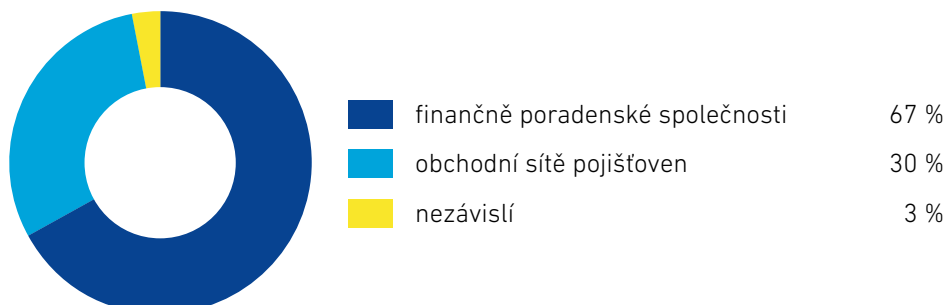 finančně poradenské společnosti 67 %
obchodní sítě pojišťoven 30 %
nezávislí 3 %